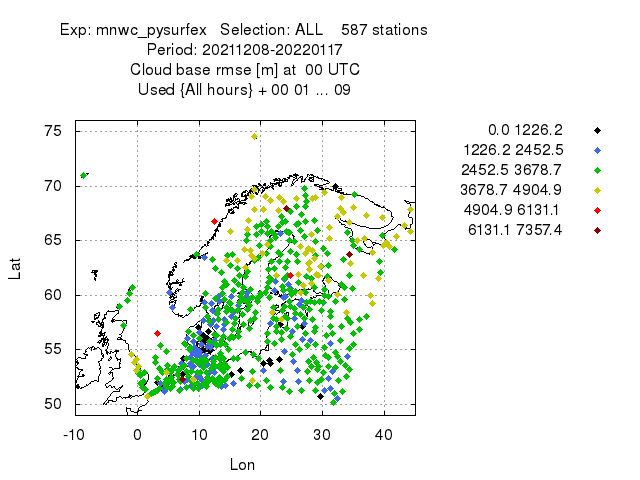 Exp: mnwc_pysurfex   Selection: ALL    587 stations
Period: 20211208-20220117
Cloud base rmse [m] at  00 UTC
Used {All hours} + 00 01 ... 09
0.0 1226.2
1226.2 2452.5
2452.5 3678.7
3678.7 4904.9
4904.9 6131.1
6131.1 7357.4
75
70
65
60
55
50
Lat
-10 0 10 20 30 40
Lon